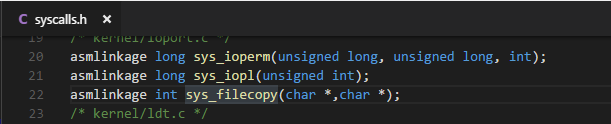 C syscalls.h ×
19 /* kernel/ioport.c */
20 asmlinkage long sys_ioperm(unsigned long, unsigned long, int);
21 asmlinkage long sys_iopl(unsigned int);
22 asmlinkage int sys_filecopy(char *,char *);
23 /* kernel/ldt.c */